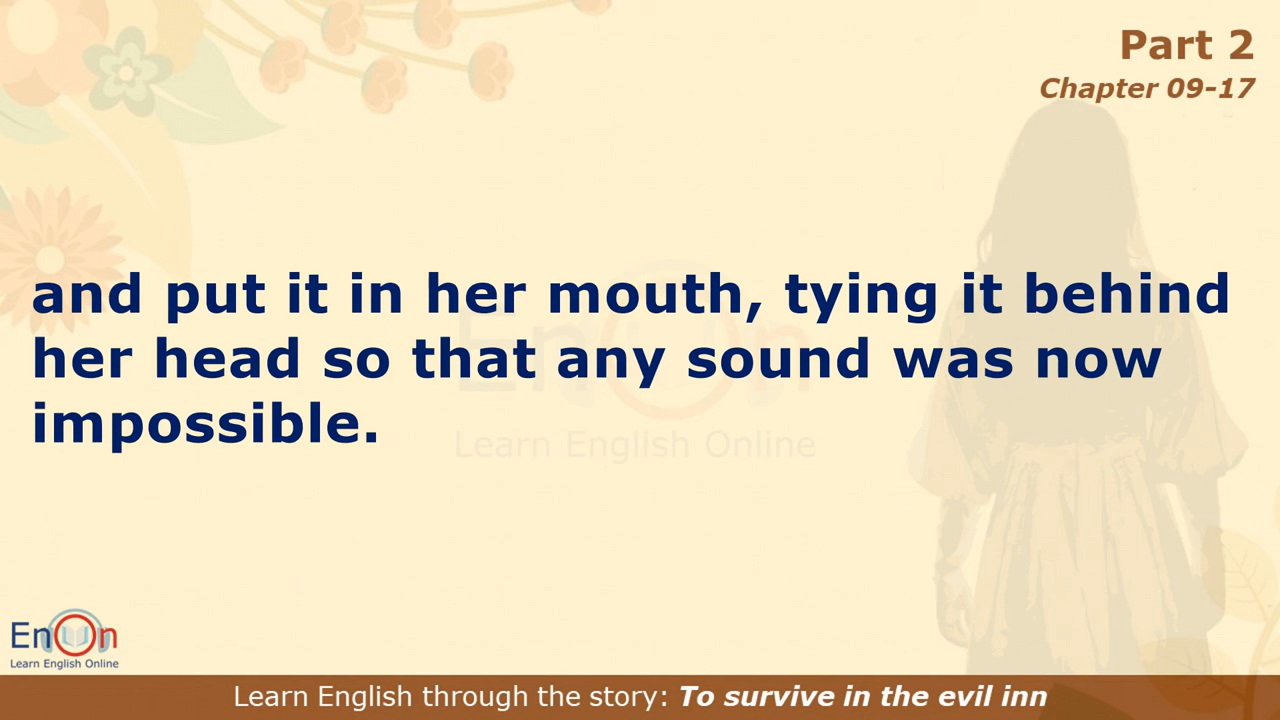 Part 2
Chapter 09-17
and put it in her mouth, tying it behind
her head so that any sound was now
impossible.
EnOn
Learn English Online
EnOn
Learn English Online
Learn English through the story: To survive in the evil inn